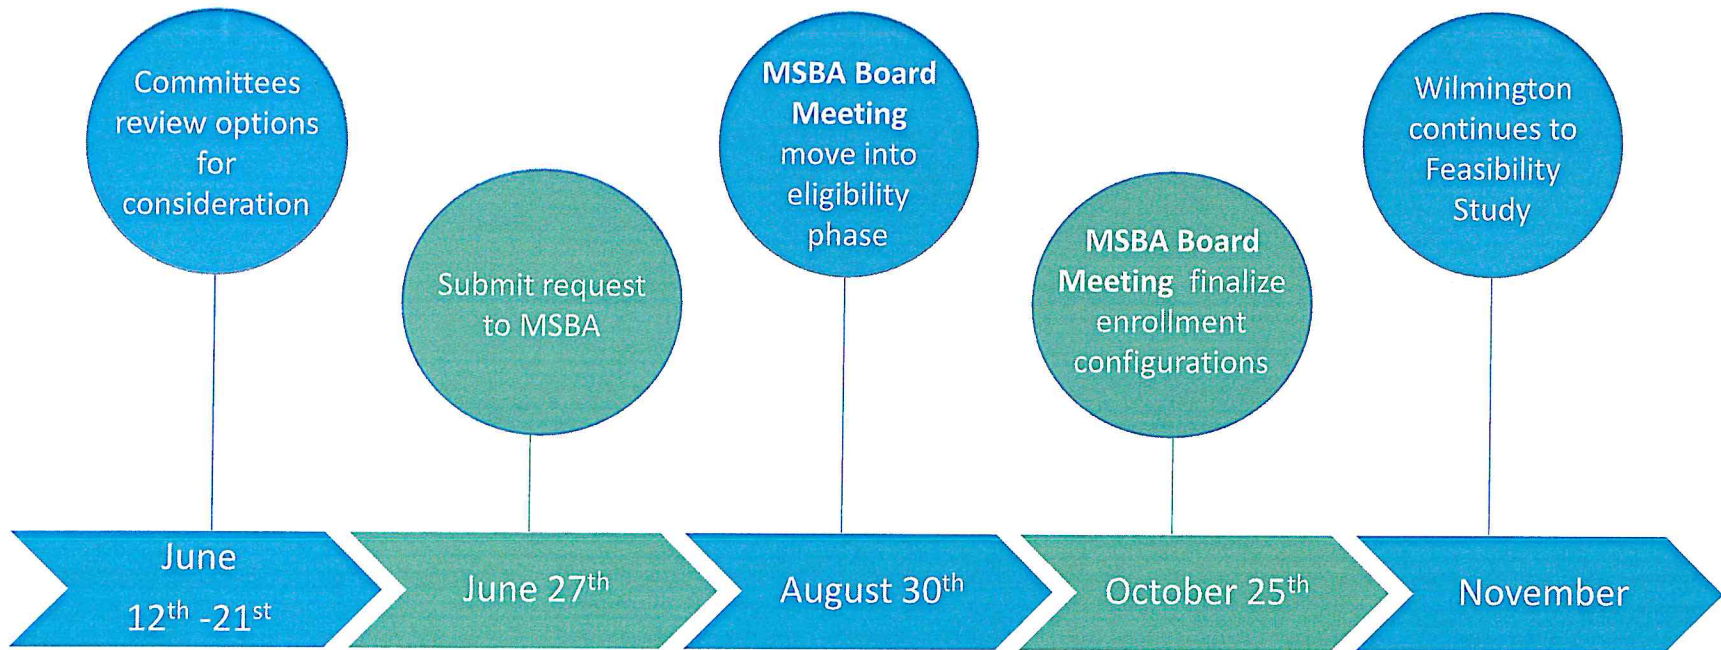 Committees
review options
for
consideration
Submit request
to MSBA
MSBA Board
Meeting
move into
eligibility
phase
MSBA Board
Meeting finalize
enrollment
configurations
Wilmington
continues to
Feasibility
Study
June
12th -21st
June 27th
August 30th
October 25th
November